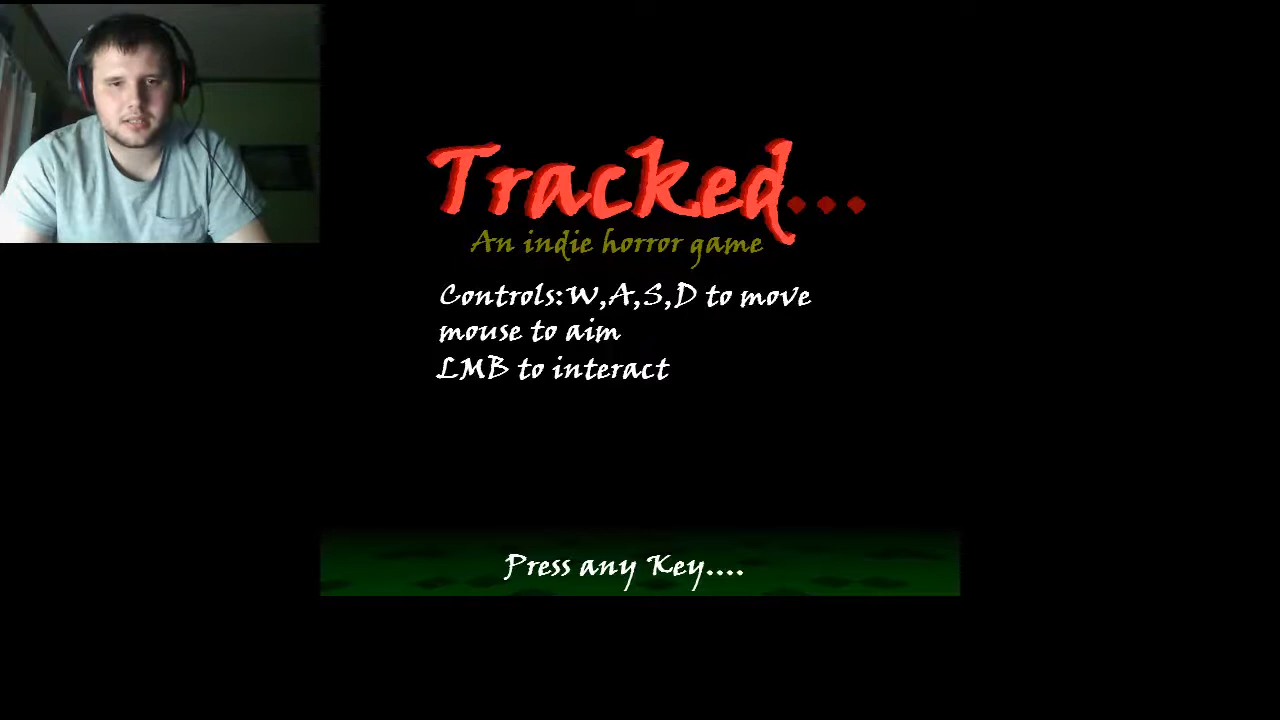 Tracked...
An indie horror game
Controls:W,A,S,D to move
mouse to aim
LMB to interact
Press any Key....